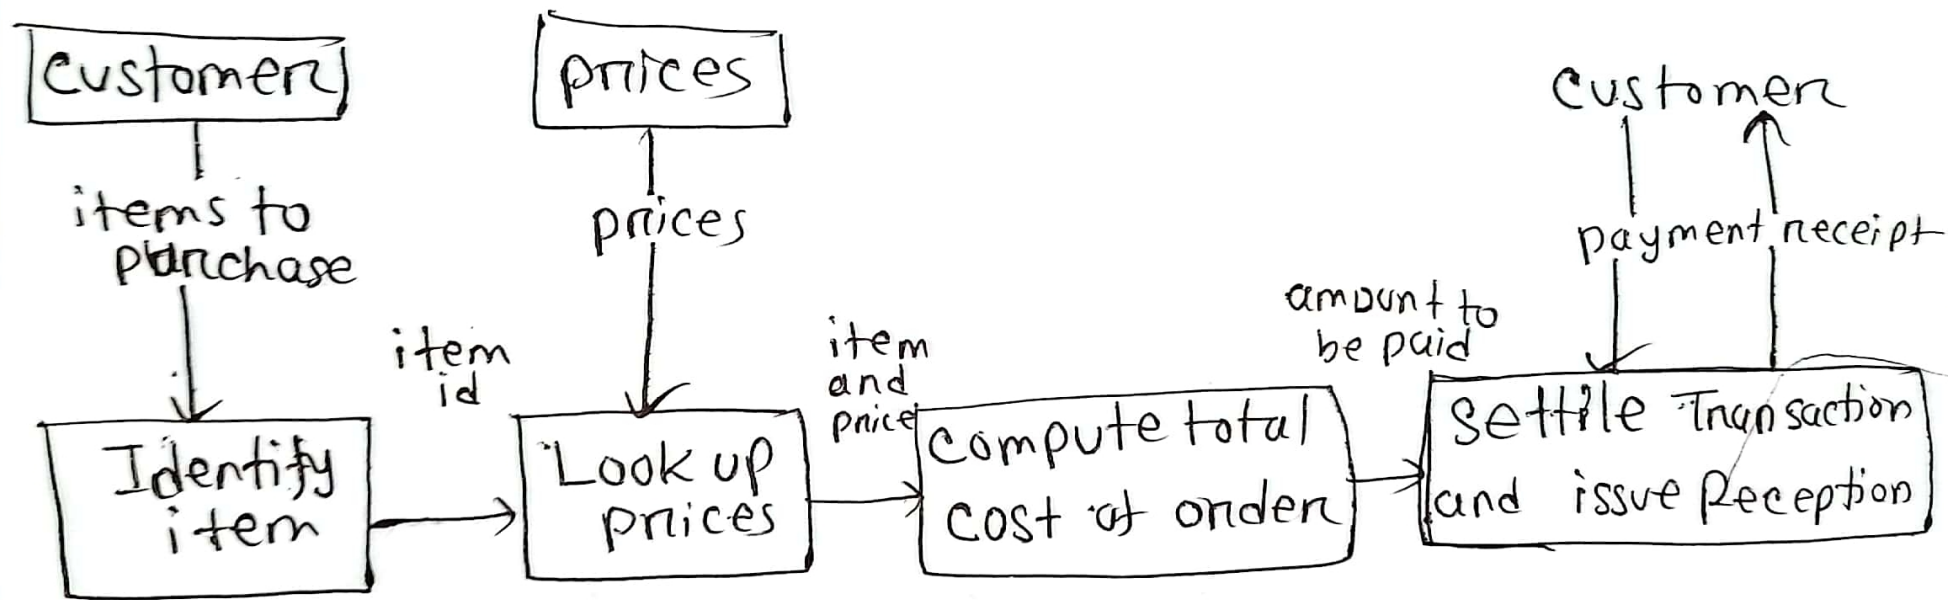 customer
prices
customer
items to
purchase
prices
payment receipt
item
id
item
and
price
amount to
be paid
Identify
item
Look up
prices
compute total
cost of order
settile Transaction
and issue Reception